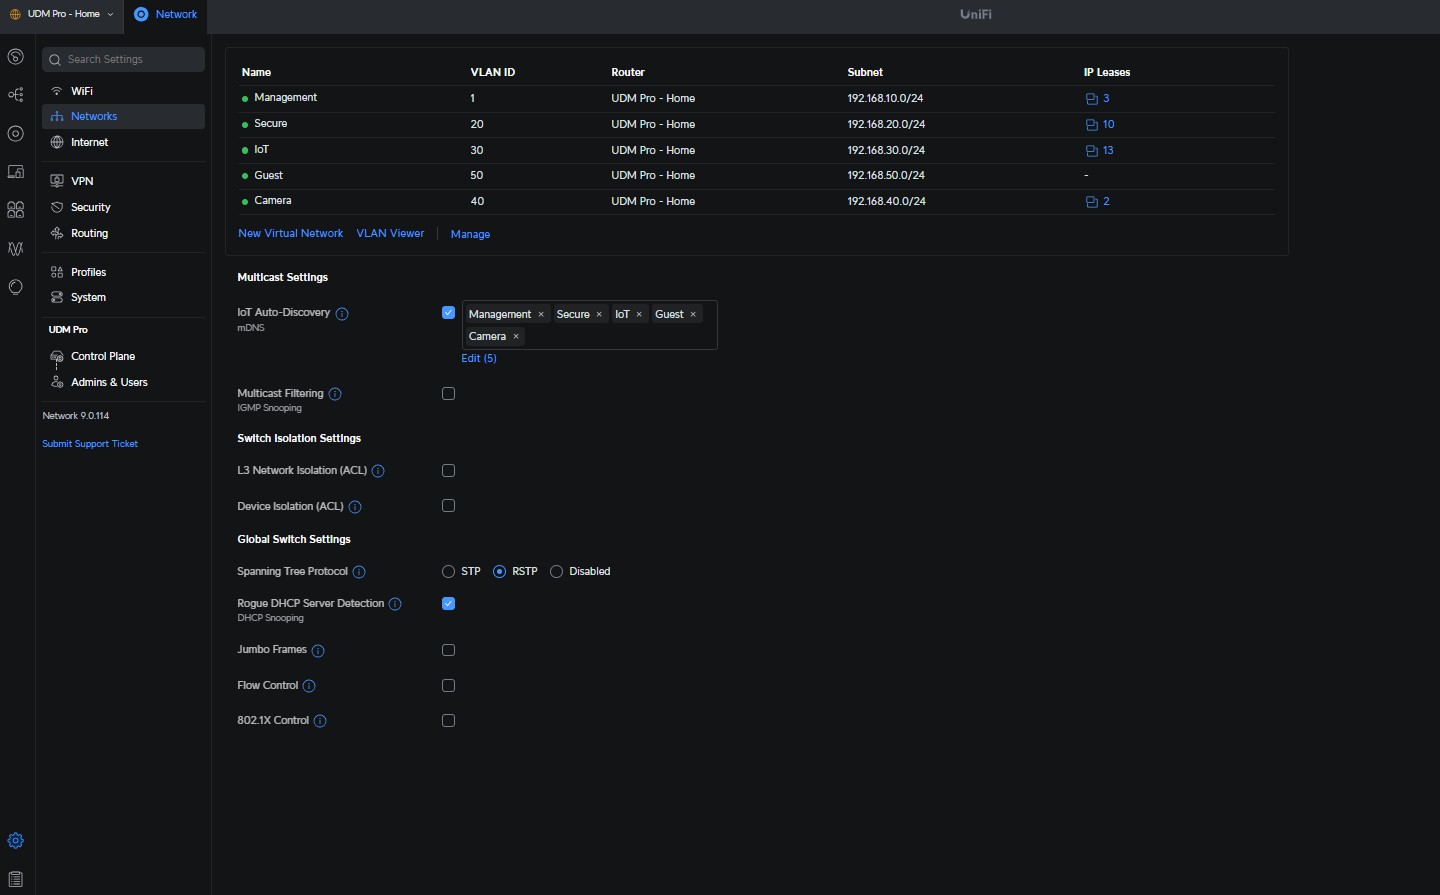 UDM Pro - Home
Network
UniFi
Search Settings
WiFi
Networks
Internet
VPN
Security
Routing
Profiles
System
UDM Pro
Control Plane
Admins & Users
Network 9.0.114
Submit Support Ticket
Name VLAN ID Router Subnet IP Leases
Management 1 UDM Pro - Home 192.168.10.0/24 3
Secure 20 UDM Pro - Home 192.168.20.0/24 10
IoT 30 UDM Pro - Home 192.168.30.0/24 13
Guest 50 UDM Pro - Home 192.168.50.0/24 -
Camera 40 UDM Pro - Home 192.168.40.0/24 2
New Virtual Network VLAN Viewer Manage
Multicast Settings
IoT Auto-Discovery
mDNS
Management × Secure × IoT × Guest ×
Camera ×
Edit (5)
Multicast Filtering
IGMP Snooping
Switch Isolation Settings
L3 Network Isolation (ACL)
Device Isolation (ACL)
Global Switch Settings
Spanning Tree Protocol STP RSTP Disabled
Rogue DHCP Server Detection
DHCP Snooping
Jumbo Frames
Flow Control
802.1X Control